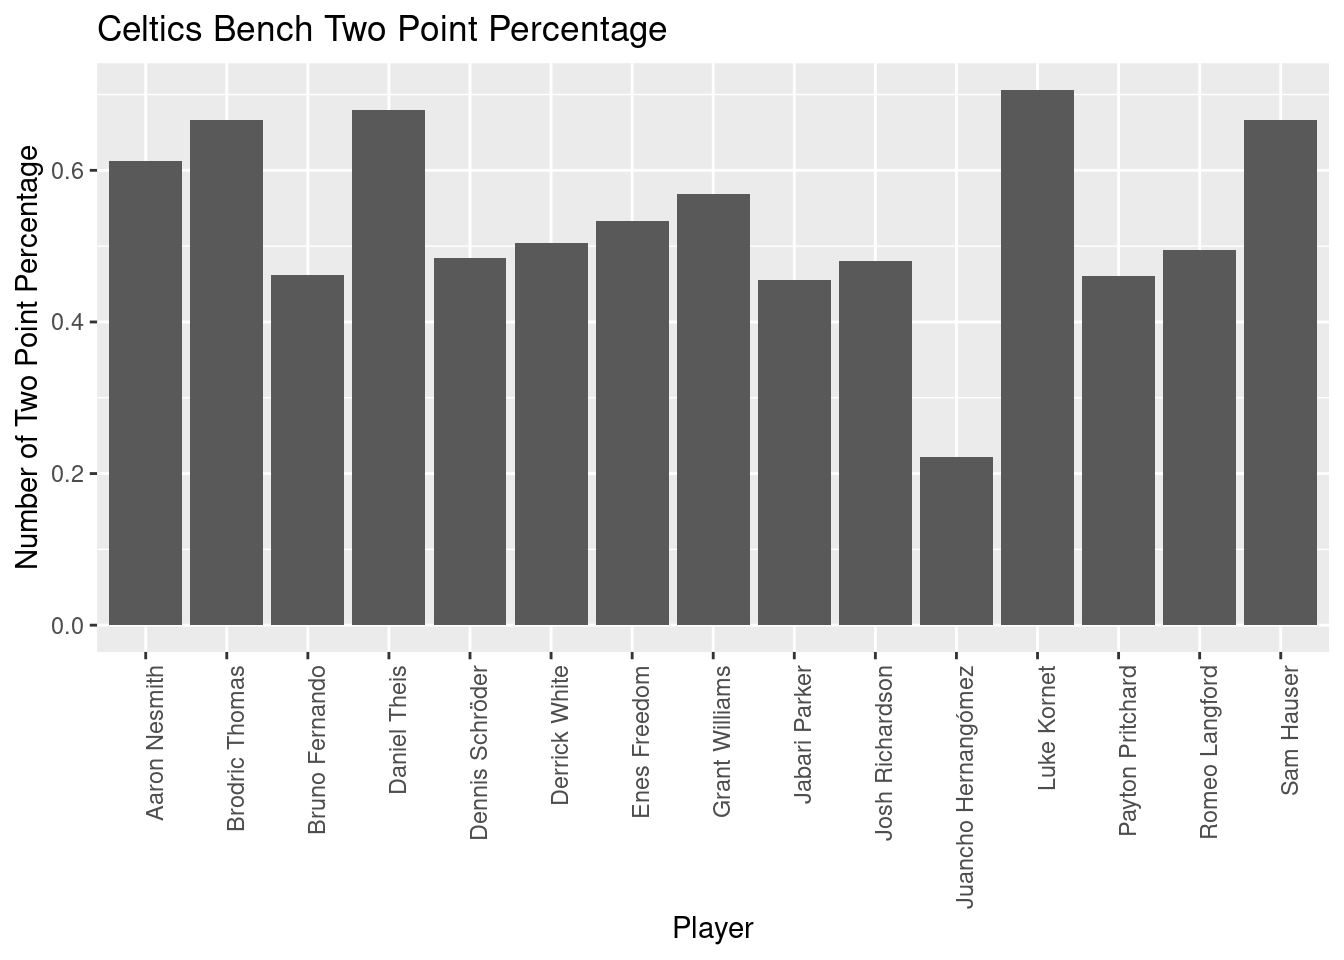 Celtics Bench Two Point Percentage
Number of Two Point Percentage
0.6
0.4
0.2
0.0
Aaron Nesmith
Brodric Thomas
Bruno Fernando
Daniel Theis
Dennis Schröder
Derrick White
Enes Freedom
Grant Williams
Jabari Parker
Josh Richardson
Juancho Hernangómez
Luke Kornet
Payton Pritchard
Romeo Langford
Sam Hauser
Player